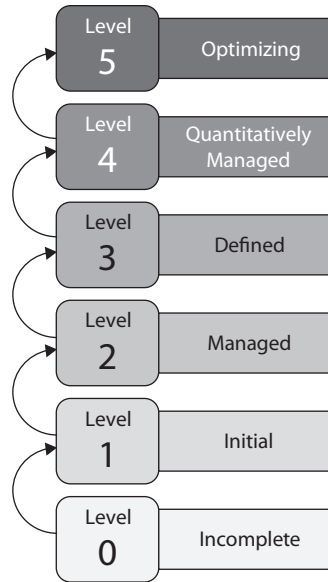 Level
5
Optimizing
Level
4
Quantitatively
Managed
Level
3
Defined
Level
2
Managed
Level
1
Initial
Level
0
Incomplete